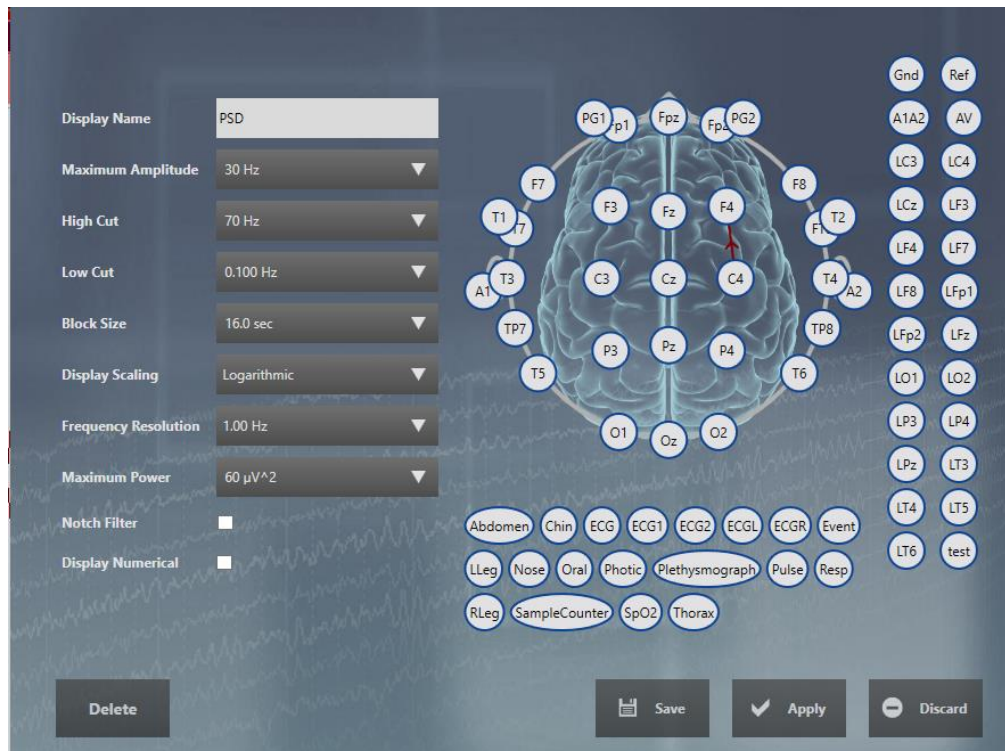 Display Name PSD
Maximum Amplitude 30 Hz
High Cut 70 Hz
Low Cut 0.100 Hz
Block Size 16.0 sec
Display Scaling Logarithmic
Frequency Resolution 1.00 Hz
Maximum Power 60 µV^2
Notch Filter
Display Numerical
PG1 Fp1 Fpz Fp2 PG2
F7 F8
F3 Fz F4
T1 T2
A1 T3 C3 Cz C4 T4 A2
TP7 TP8
P3 Pz P4
T5 T6
O1 Oz O2
Gnd Ref
A1A2 AV
LC3 LC4
LCz LF3
LF4 LF7
LF8 LFp1
LFp2 LFz
LO1 LO2
LP3 LP4
LPz LT3
LT4 LT5
LT6 test
Abdomen Chin ECG ECG1 ECG2 ECGL ECGR Event
LLeg Nose Oral Photic Plethysmograph Pulse Resp
RLeg SampleCounter SpO2 Thorax
Delete Save Apply Discard